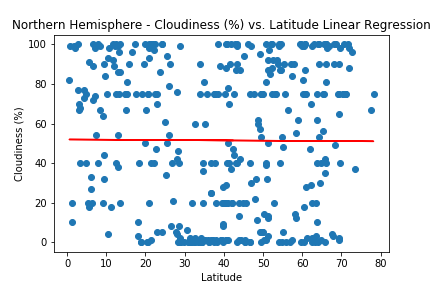 Northern Hemisphere - Cloudiness (%) vs. Latitude Linear Regression
100
80
60
40
20
0
Cloudiness (%)
0 10 20 30 40 50 60 70 80
Latitude